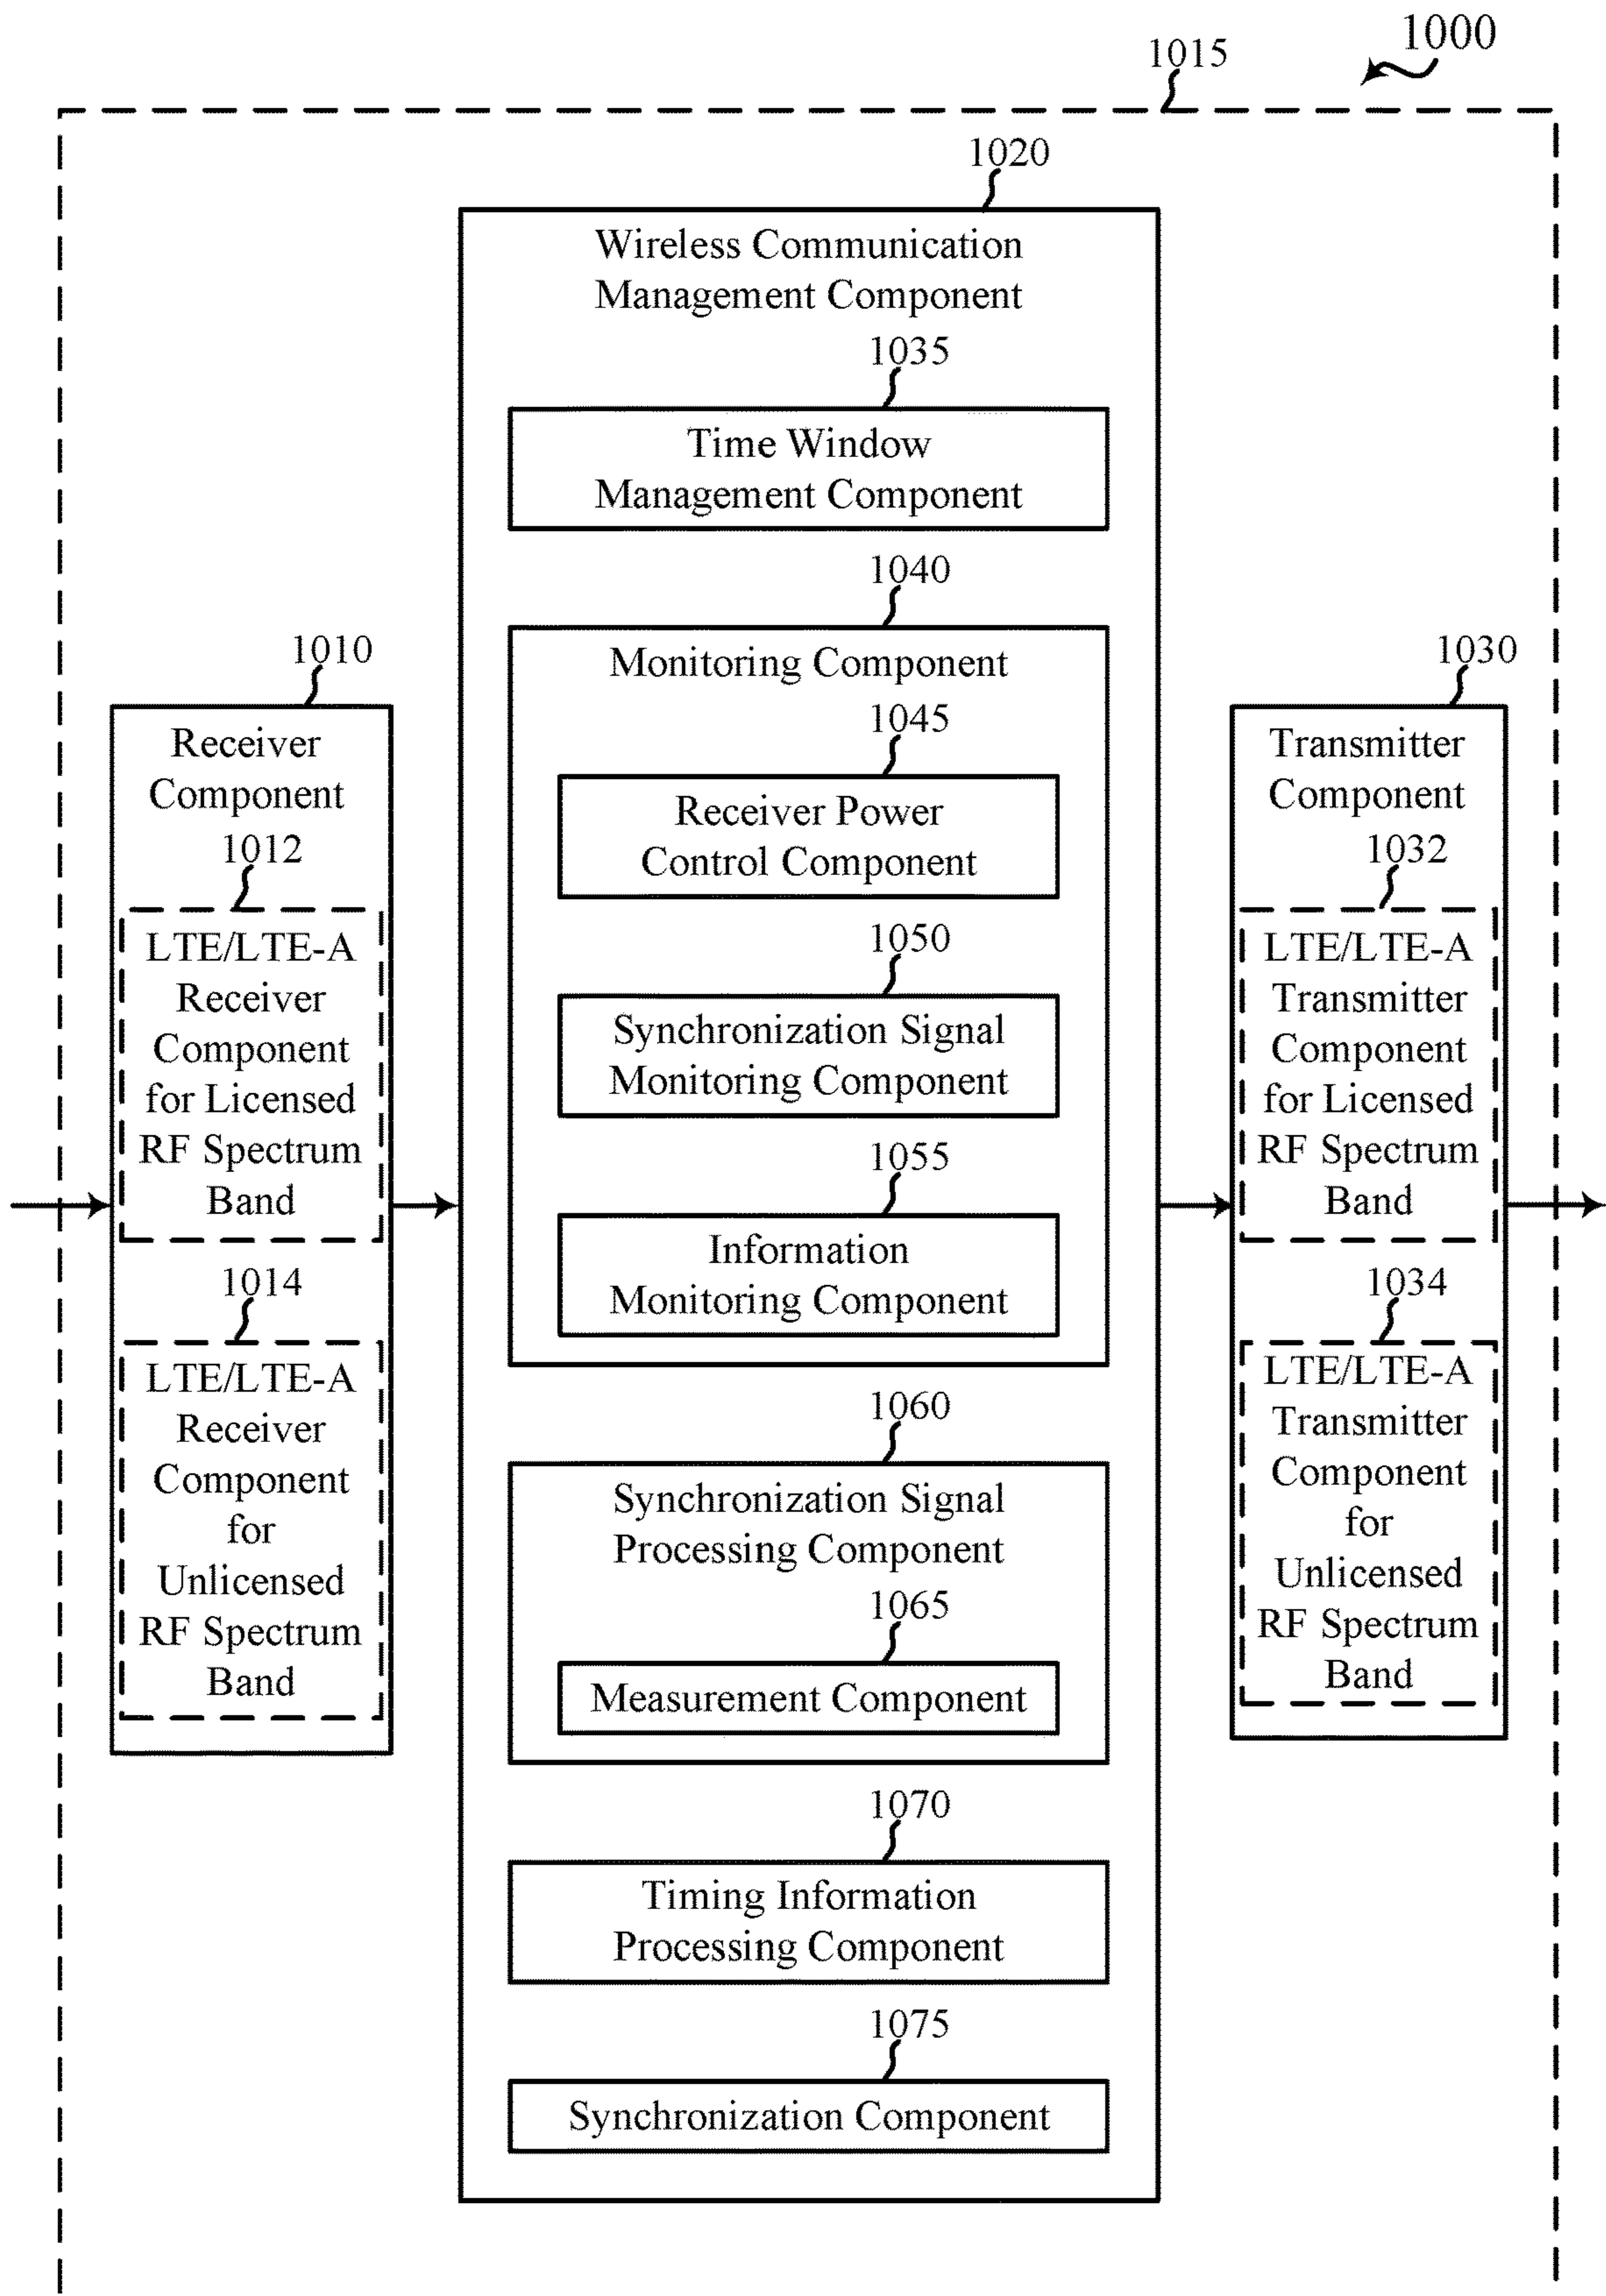 1000
1015
1020
Wireless Communication
Management Component
1035
Time Window
Management Component
1040
Monitoring Component
1045
Receiver Power
Control Component
1050
Synchronization Signal
Monitoring Component
1055
Information
Monitoring Component
1060
Synchronization Signal
Processing Component
1065
Measurement Component
1070
Timing Information
Processing Component
1075
Synchronization Component
1010
Receiver
Component
1012
LTE/LTE-A
Receiver
Component
for Licensed
RF Spectrum
Band
1014
LTE/LTE-A
Receiver
Component
for
Unlicensed
RF Spectrum
Band
1030
Transmitter
Component
1032
LTE/LTE-A
Transmitter
Component
for Licensed
RF Spectrum
Band
1034
LTE/LTE-A
Transmitter
Component
for
Unlicensed
RF Spectrum
Band